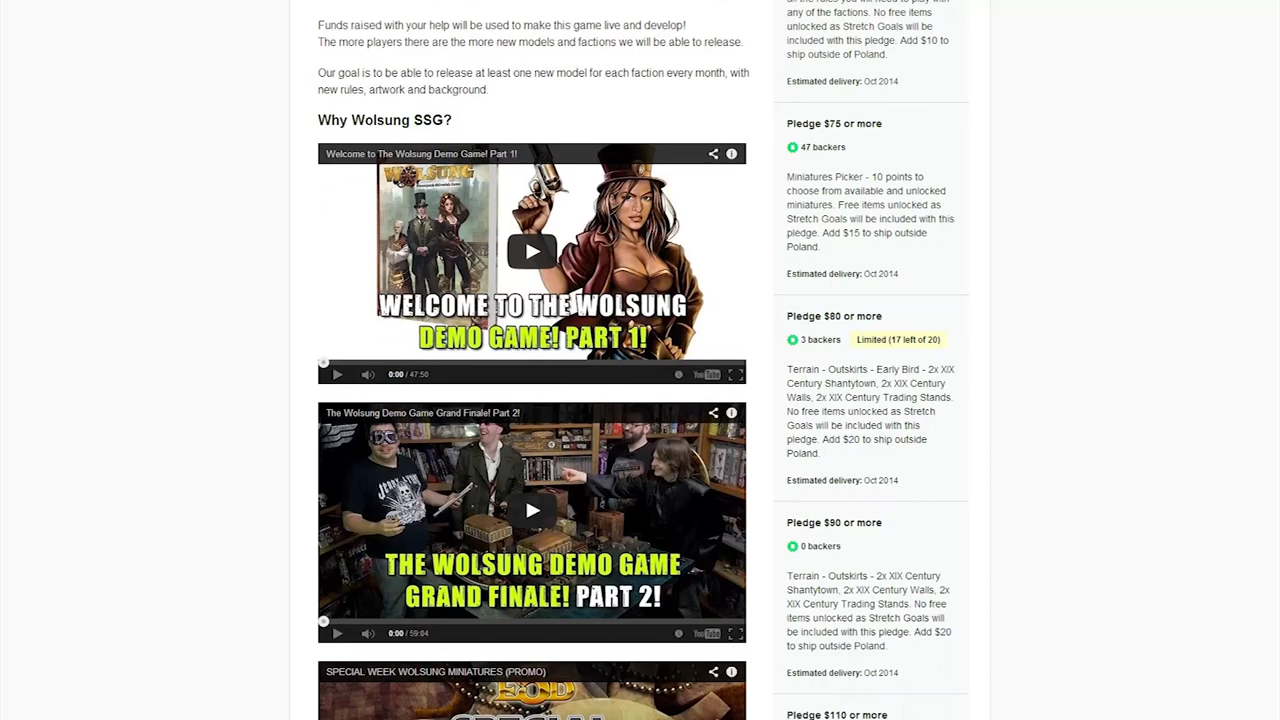 Funds raised with your help will be used to make this game live and develop!
The more players there are the more new models and factions we will be able to release.
Our goal is to be able to release at least one new model for each faction every month, with
new rules, artwork and background.
Why Wolsung SSG?
Welcome to The Wolsung Demo Game! Part 1!
WOLSUNG
WELCOME TO THE WOLSUNG
DEMO GAME! PART 1!
0:00 / 47:50
YouTube
The Wolsung Demo Game Grand Finale! Part 2!
THE WOLSUNG DEMO GAME
GRAND FINALE! PART 2!
0:00 / 59:04
YouTube
SPECIAL WEEK WOLSUNG MINIATURES (PROMO)
SPECIAL
any of the factions. No free items
unlocked as Stretch Goals will be
included with this pledge. Add $10 to
ship outside of Poland.
Estimated delivery: Oct 2014
Pledge $75 or more
47 backers
Miniatures Picker - 10 points to
choose from available and unlocked
miniatures. Free items unlocked as
Stretch Goals will be included with this
pledge. Add $15 to ship outside
Poland.
Estimated delivery: Oct 2014
Pledge $80 or more
3 backers Limited (17 left of 20)
Terrain - Outskirts - Early Bird - 2x XIX
Century Shantytown, 2x XIX Century
Walls, 2x XIX Century Trading Stands.
No free items unlocked as Stretch
Goals will be included with this
pledge. Add $20 to ship outside
Poland.
Estimated delivery: Oct 2014
Pledge $90 or more
0 backers
Terrain - Outskirts - 2x XIX Century
Shantytown, 2x XIX Century Walls, 2x
XIX Century Trading Stands. No free
items unlocked as Stretch Goals will
be included with this pledge. Add $20
to ship outside Poland.
Estimated delivery: Oct 2014
Pledge $110 or more